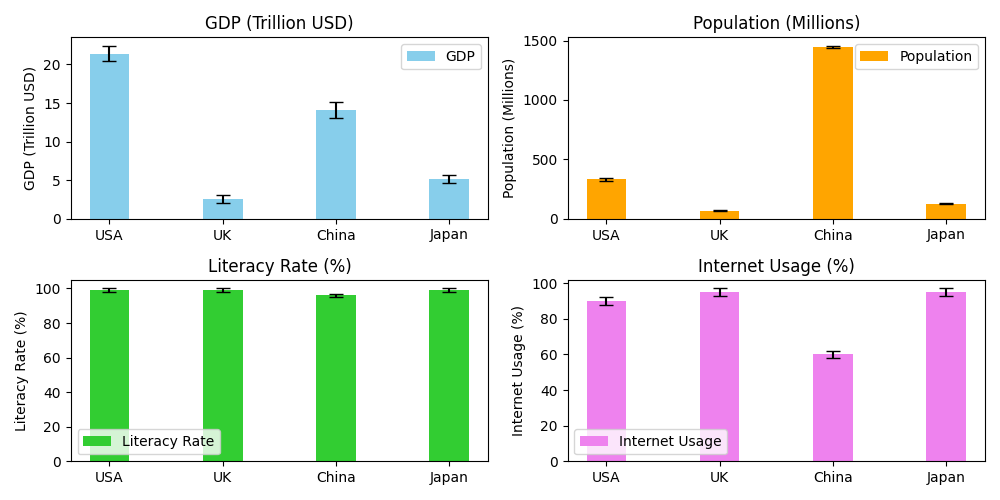 GDP (Trillion USD)
GDP (Trillion USD)
20
15
10
5
0
GDP
USA UK China Japan
Population (Millions)
Population (Millions)
1500
1000
500
0
Population
USA UK China Japan
Literacy Rate (%)
Literacy Rate (%)
100
80
60
40
20
0
Literacy Rate
USA UK China Japan
Internet Usage (%)
Internet Usage (%)
100
80
60
40
20
0
Internet Usage
USA UK China Japan